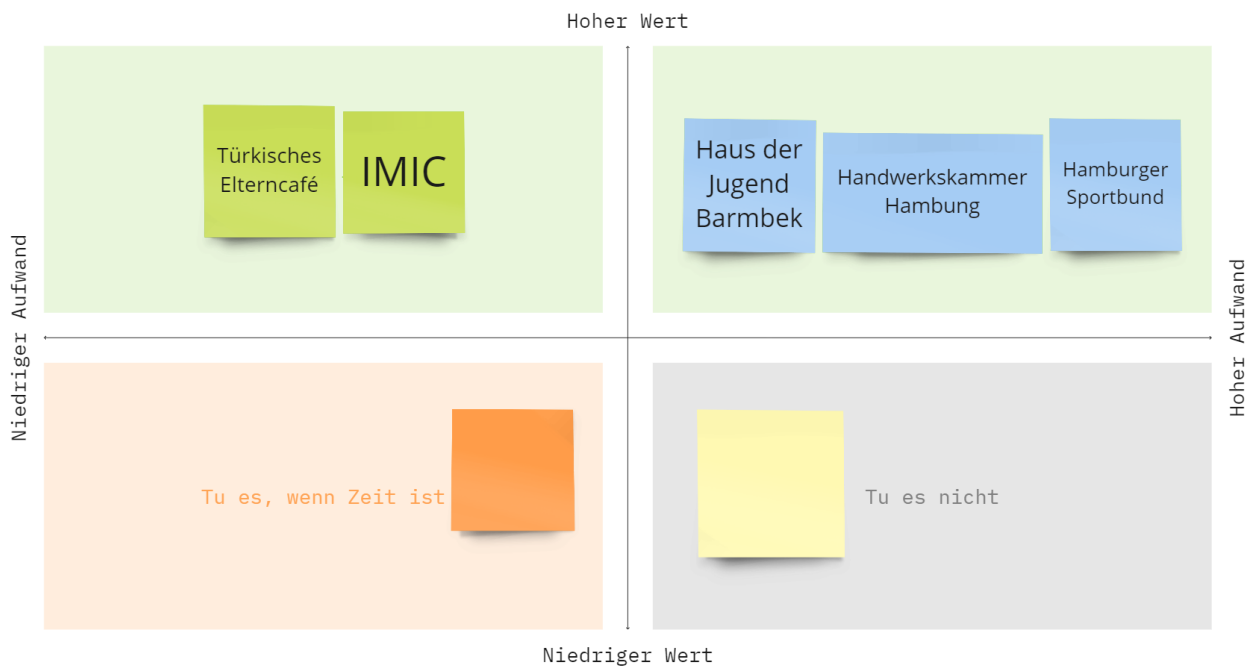 Hoher Wert
Türkisches
Elterncafé
IMIC
Haus der
Jugend
Barmbek
Handwerkskammer
Hambung
Hamburger
Sportbund
Niedriger Aufwand
Hoher Aufwand
Tu es, wenn Zeit ist
Tu es nicht
Niedriger Wert